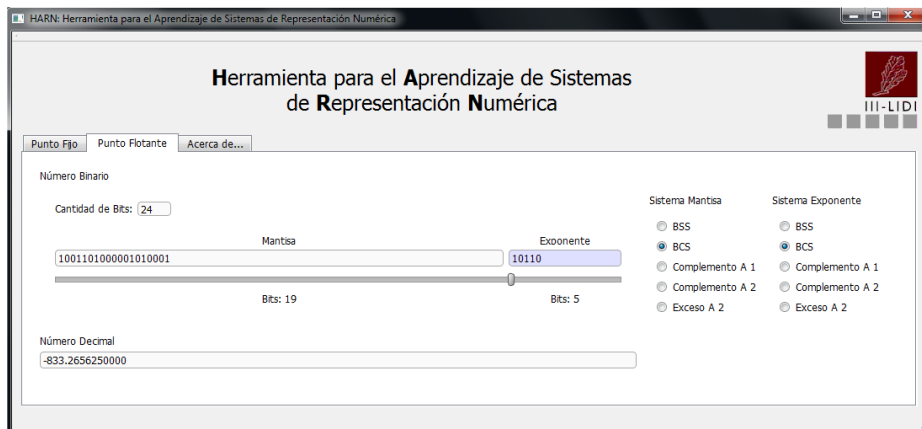 HARN: Herramienta para el Aprendizaje de Sistemas de Representación Numérica
Herramienta para el Aprendizaje de Sistemas
de Representación Numérica
III-LIDI
Punto Fijo Punto Flotante Acerca de...
Número Binario
Cantidad de Bits: 24
Mantisa Exponente
1001101000001010001 10110
Bits: 19 Bits: 5
Sistema Mantisa Sistema Exponente
BSS BSS
BCS BCS
Complemento A 1 Complemento A 1
Complemento A 2 Complemento A 2
Exceso A 2 Exceso A 2
Número Decimal
-833.2656250000